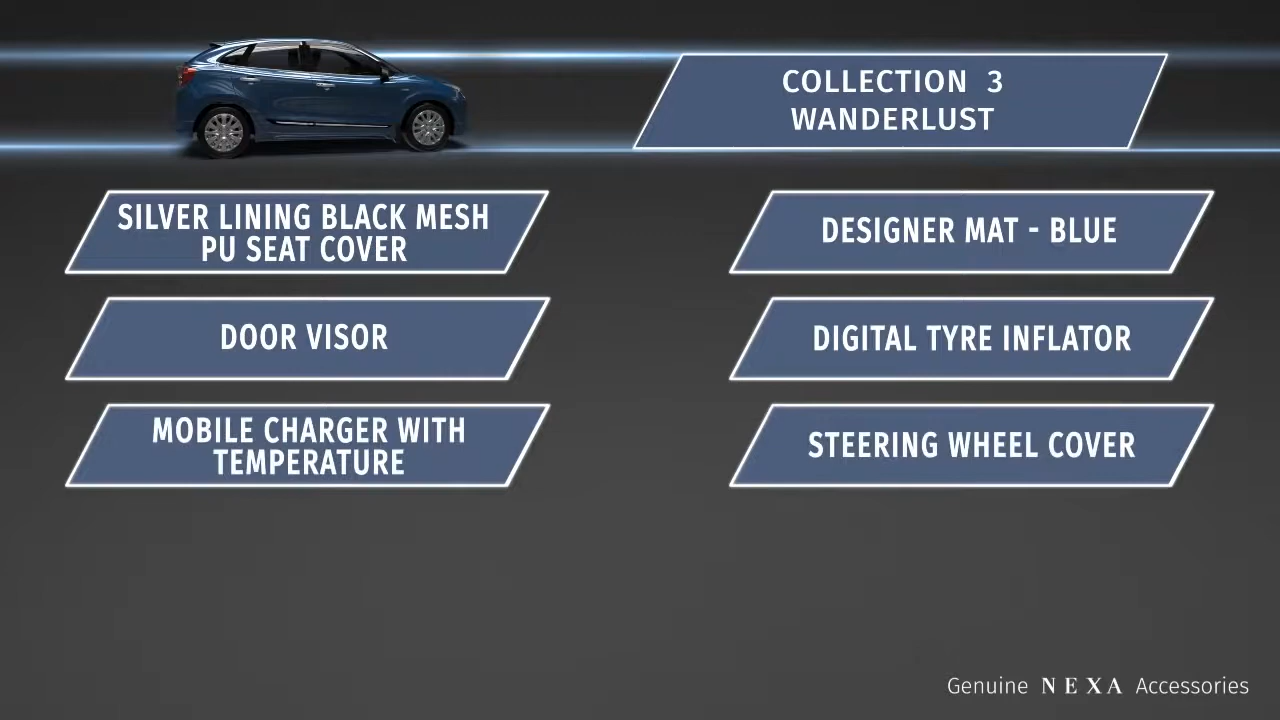 COLLECTION 3
WANDERLUST
SILVER LINING BLACK MESH
PU SEAT COVER
DESIGNER MAT - BLUE
DOOR VISOR
DIGITAL TYRE INFLATOR
MOBILE CHARGER WITH
TEMPERATURE
STEERING WHEEL COVER
Genuine NEXA Accessories